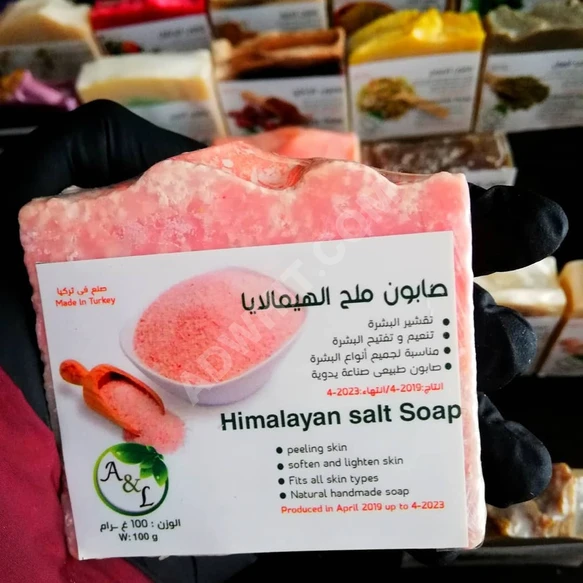 صنع في تركيا
Made In Turkey
صابون ملح الهيمالايا
● تقشير البشرة
● تنعيم و تفتيح البشرة
● مناسبة لجميع أنواع البشرة
● صابون طبيعي صناعة يدوية
انتاج:2019-4/انتهاء:2023-4
Himalayan salt Soap
● peeling skin
● soften and lighten skin
● Fits all skin types
● Natural handmade soap
Produced in April 2019 up to 4-2023
A&L
الوزن : 100 غ ـرام
W: 100 g